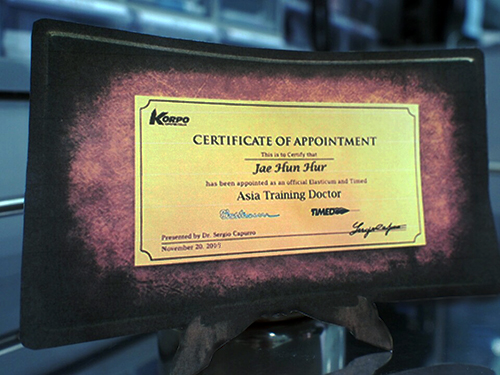 KORPO
CERTIFICATE OF APPOINTMENT
This is to Certify that
Jae Hun Hur
has been appointed as an official Elasticum and Timed
Asia Training Doctor
Elasticum TIMED
Presented by Dr. Sergio Capurro
November 20,